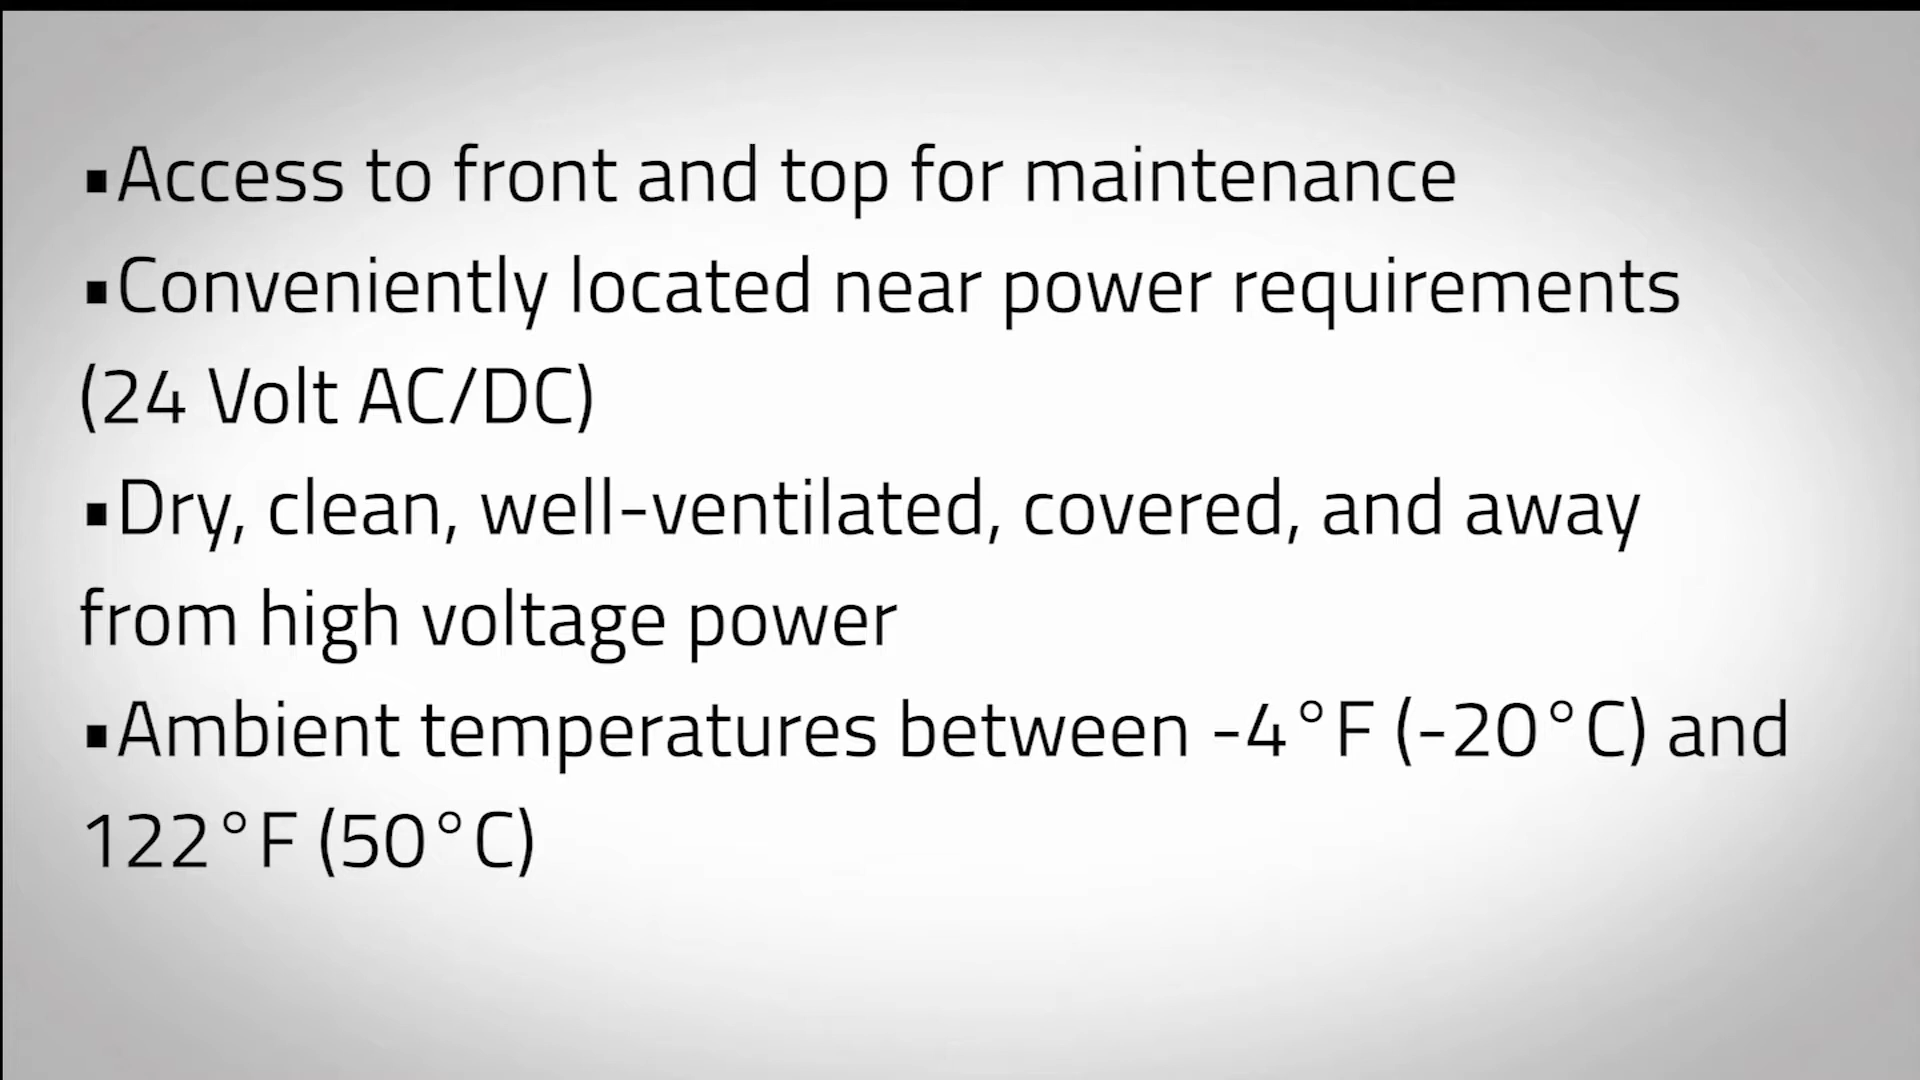 ▪Access to front and top for maintenance
▪Conveniently located near power requirements
(24 Volt AC/DC)
▪Dry, clean, well-ventilated, covered, and away
from high voltage power
▪Ambient temperatures between -4°F (-20°C) and
122°F (50°C)